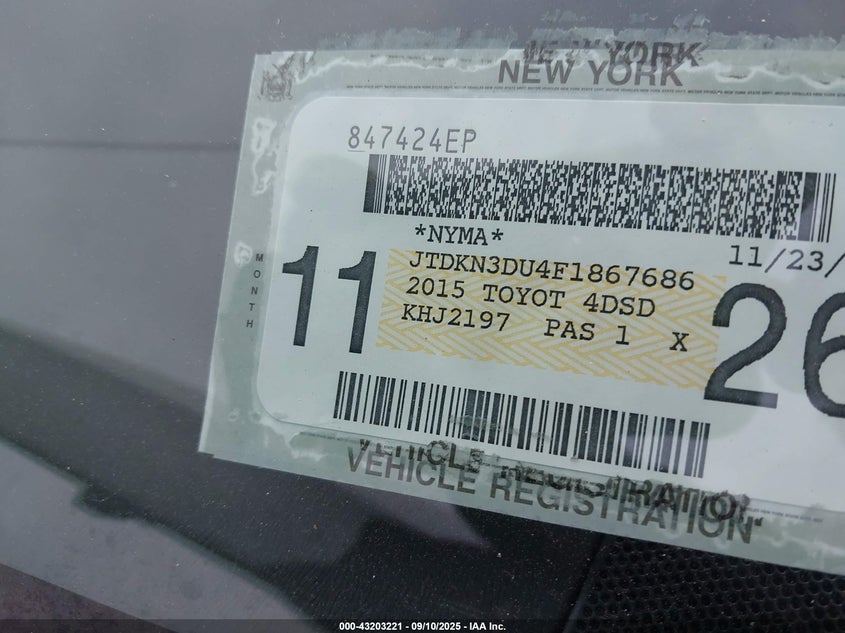 NEW YORK
NEW YORK
847424EP
*NYMA*
11/23/
MONTH
11
JTDKN3DU4F1867686
2015 TOYOT 4DSD
KHJ2197 PAS 1 X
26
VEHICLE REGISTRATION
VEHICLE REGISTRATION
000-43203221 - 09/10/2025 - IAA Inc.